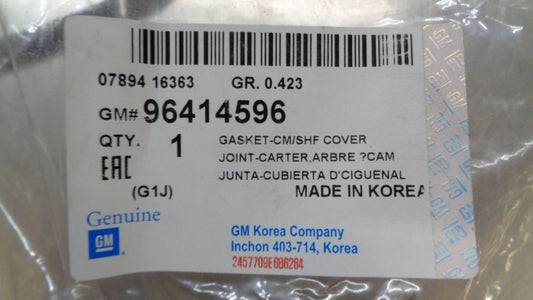 07894 16363 GR. 0.423
GM# 96414596
QTY. 1 GASKET-CM/SHF COVER
JOINT-CARTER,ARBRE ?CAM
EAC JUNTA-CUBIERTA D'CIGUENAL
(G1J) MADE IN KOREA
Genuine
GM
GM Korea Company
Inchon 403-714, Korea
2457709E686264